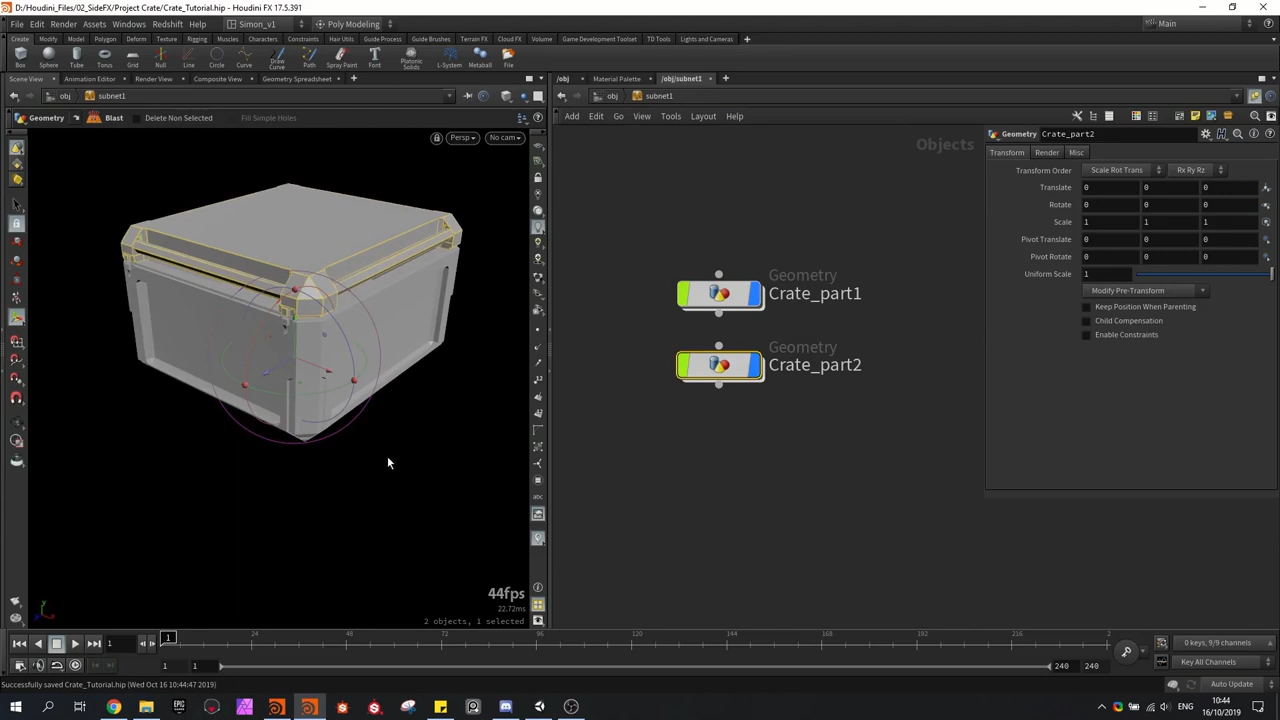 D:/Houdini_Files/02_SideFX/Project Crate/Crate_Tutorial.hip - Houdini FX 17.5.391
File Edit Render Assets Windows Redshift Help Simon_v1 Poly Modeling Main
Create Modify Model Polygon Deform Texture Rigging Muscles Characters Constraints Hair Utils Guide Process Guide Brushes Terrain FX Cloud FX Volume Game Development Toolset TD Tools Lights and Cameras
Box Sphere Tube Torus Grid Null Line Circle Curve Draw Curve Path Spray Paint Font Platonic Solids L-System Metaball File
Scene View Animation Editor Render View Composite View Geometry Spreadsheet
/obj Material Palette /obj/subnet1
obj subnet1
obj subnet1
Geometry Blast Delete Non Selected Fill Simple Holes
Add Edit Go View Tools Layout Help
Persp No cam
Objects
Geometry Crate_part2
Transform Render Misc
Transform Order Scale Rot Trans Rx Ry Rz
Translate 0 0 0
Rotate 0 0 0
Scale 1 1 1
Pivot Translate 0 0 0
Pivot Rotate 0 0 0
Uniform Scale 1
Modify Pre-Transform
Keep Position When Parenting
Child Compensation
Enable Constraints
Geometry
Crate_part1
Geometry
Crate_part2
abc
44fps
22.72ms
2 objects, 1 selected
1 1 24 48 72 96 120 144 168 192 216 2
0 keys, 9/9 channels
1 1 240 240
Key All Channels
Successfully saved Crate_Tutorial.hip (Wed Oct 16 10:44:47 2019)
Auto Update
10:44
16/10/2019